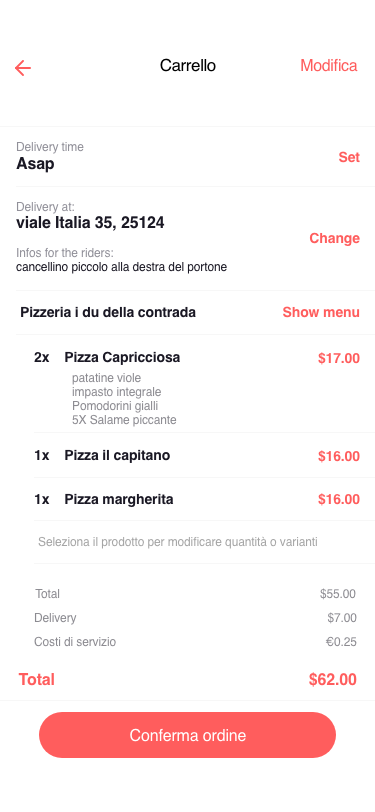 Carrello
Modifica
Delivery time
Asap
Set
Delivery at:
viale Italia 35, 25124
Infos for the riders:
cancellino piccolo alla destra del portone
Change
Pizzeria i du della contrada
Show menu
2x Pizza Capricciosa $17.00
patatine viole
impasto integrale
Pomodorini gialli
5X Salame piccante
1x Pizza il capitano $16.00
1x Pizza margherita $16.00
Seleziona il prodotto per modificare quantità o varianti
Total $55.00
Delivery $7.00
Costi di servizio €0.25
Total $62.00
Conferma ordine